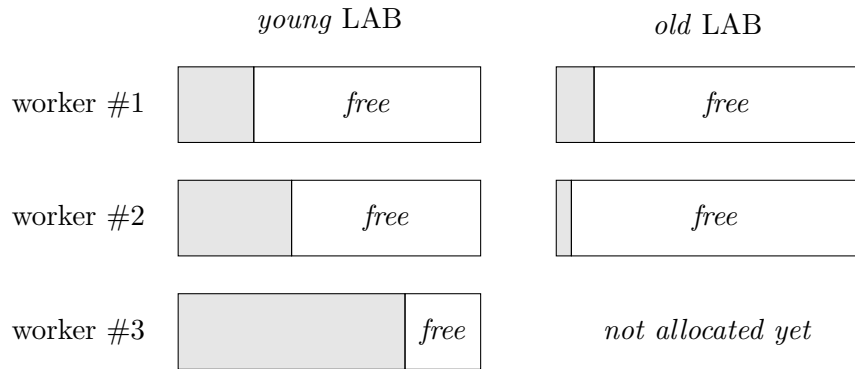 young LAB old LAB
worker #1 free free
worker #2 free free
worker #3 free not allocated yet